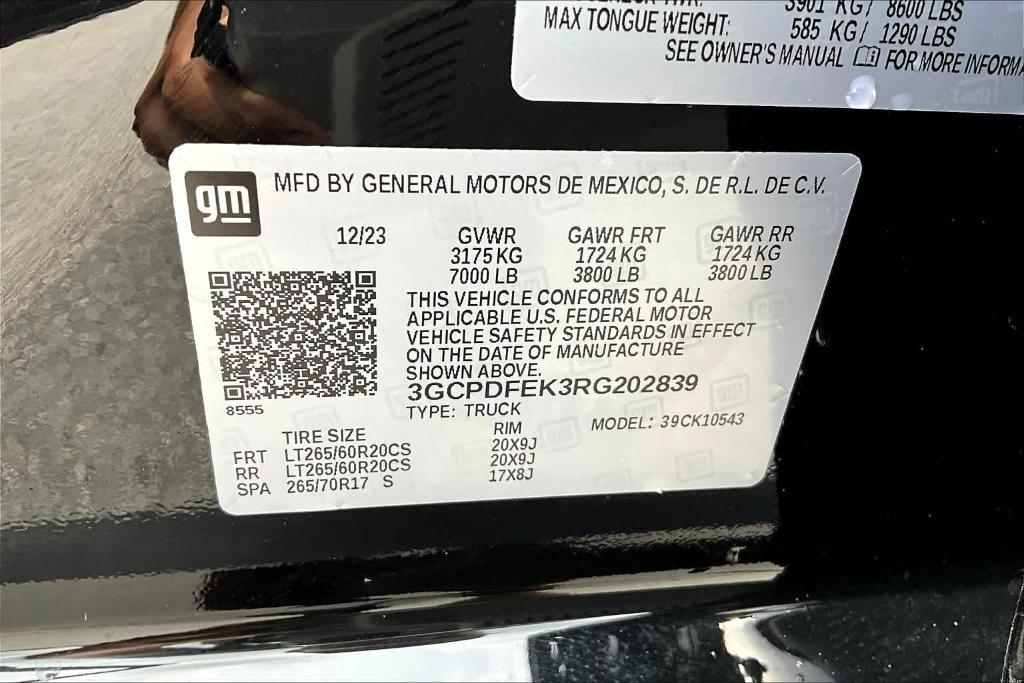 3901 KG/ 8600 LBS
MAX TONGUE WEIGHT: 585 KG/ 1290 LBS
SEE OWNER'S MANUAL FOR MORE
gm
MFD BY GENERAL MOTORS DE MEXICO, S. DE R.L. DE C.V.
12/23 GVWR GAWR FRT GAWR RR
3175 KG 1724 KG 1724 KG
7000 LB 3800 LB 3800 LB
THIS VEHICLE CONFORMS TO ALL
APPLICABLE U.S. FEDERAL MOTOR
VEHICLE SAFETY STANDARDS IN EFFECT
ON THE DATE OF MANUFACTURE
SHOWN ABOVE.
3GCPDFEK3RG202839
8555
TYPE: TRUCK
MODEL: 39CK10543
TIRE SIZE RIM
FRT LT265/60R20CS 20X9J
RR LT265/60R20CS 20X9J
SPA 265/70R17 S 17X8J